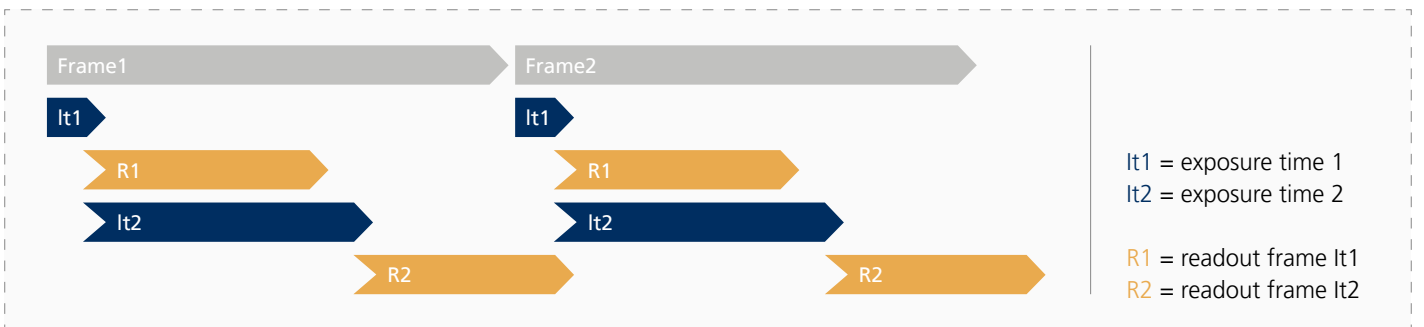 Frame1 Frame2
It1 It1
R1 R1
It2 It2
R2 R2
It1 = exposure time 1
It2 = exposure time 2
R1 = readout frame It1
R2 = readout frame It2